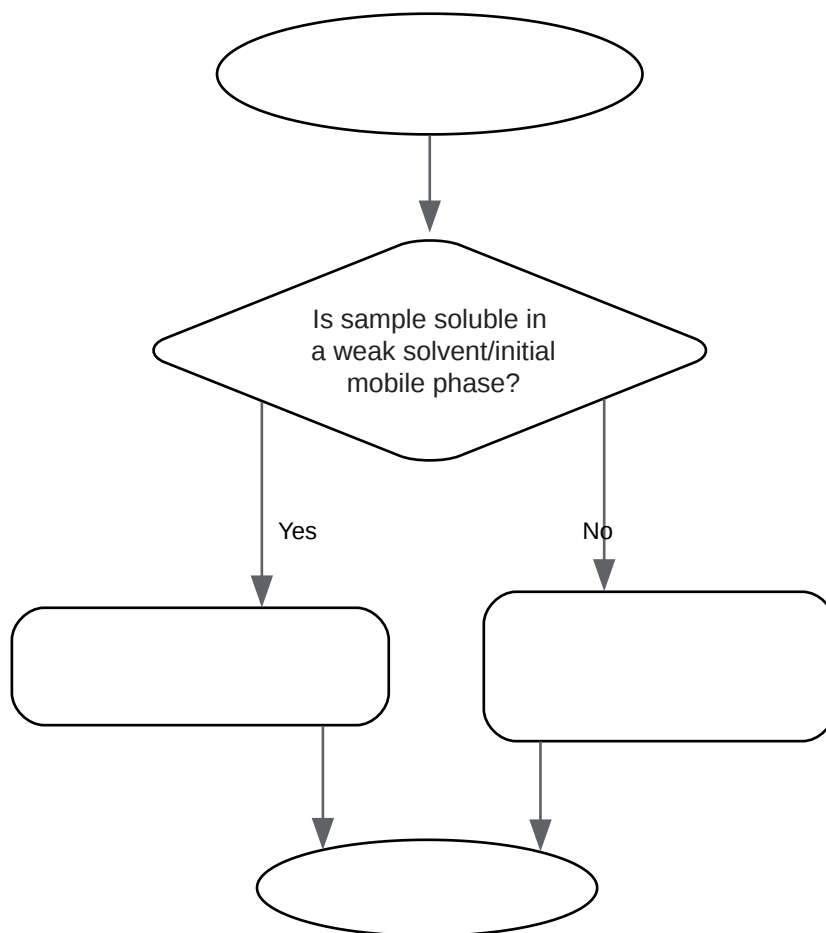 Is sample soluble in
a weak solvent/initial
mobile phase?
Yes
No